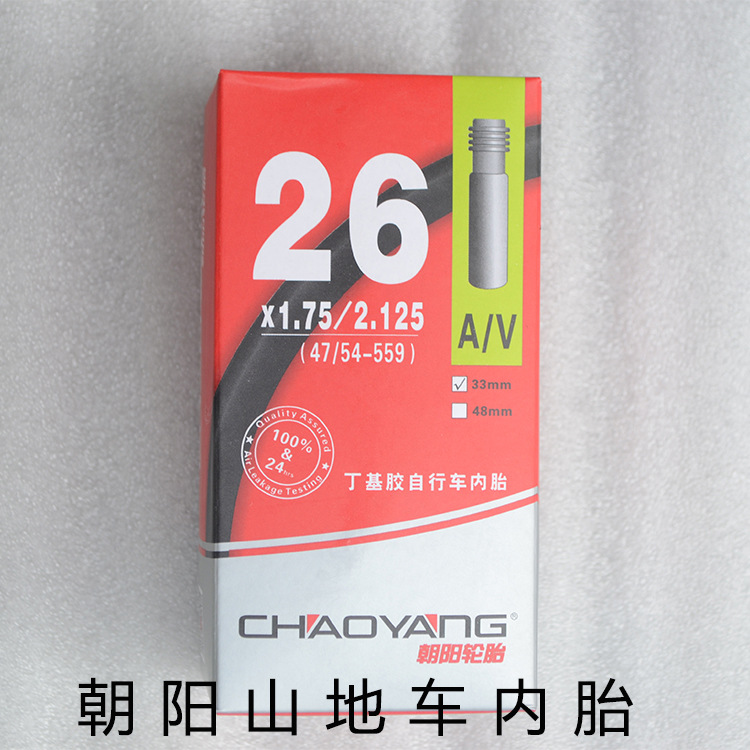 26
x1.75/2.125
(47/54-559)
A/V
33mm
48mm
Quality Assured
100%
&
24hrs
Air Leakage Testing
丁基胶自行车内胎
CHAOYANG®
朝阳轮胎
朝阳山地车内胎